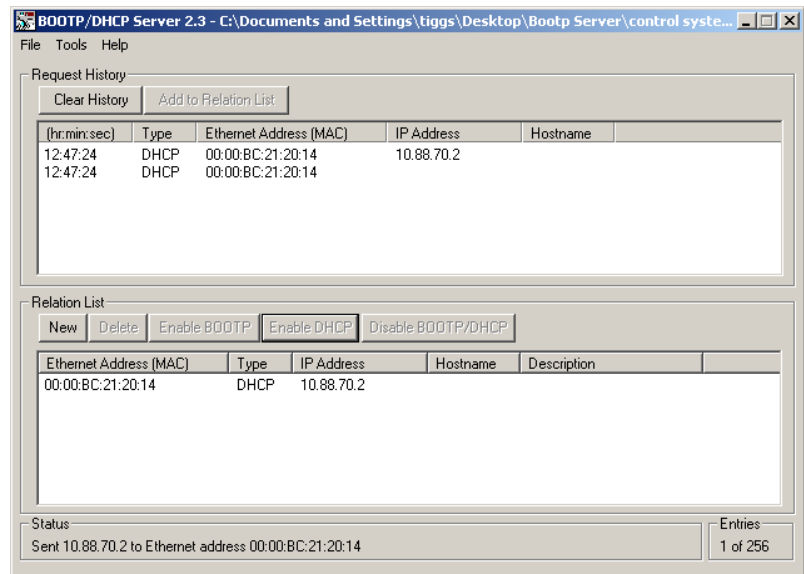 BOOTP/DHCP Server 2.3 - C:\Documents and Settings\tiggs\Desktop\Bootp Server\control syste...
File Tools Help
Request History
Clear History Add to Relation List
(hr:min:sec) Type Ethernet Address (MAC) IP Address Hostname
12:47:24 DHCP 00:00:BC:21:20:14 10.88.70.2
12:47:24 DHCP 00:00:BC:21:20:14
Relation List
New Delete Enable BOOTP Enable DHCP Disable BOOTP/DHCP
Ethernet Address (MAC) Type IP Address Hostname Description
00:00:BC:21:20:14 DHCP 10.88.70.2
Status Entries
Sent 10.88.70.2 to Ethernet address 00:00:BC:21:20:14 1 of 256